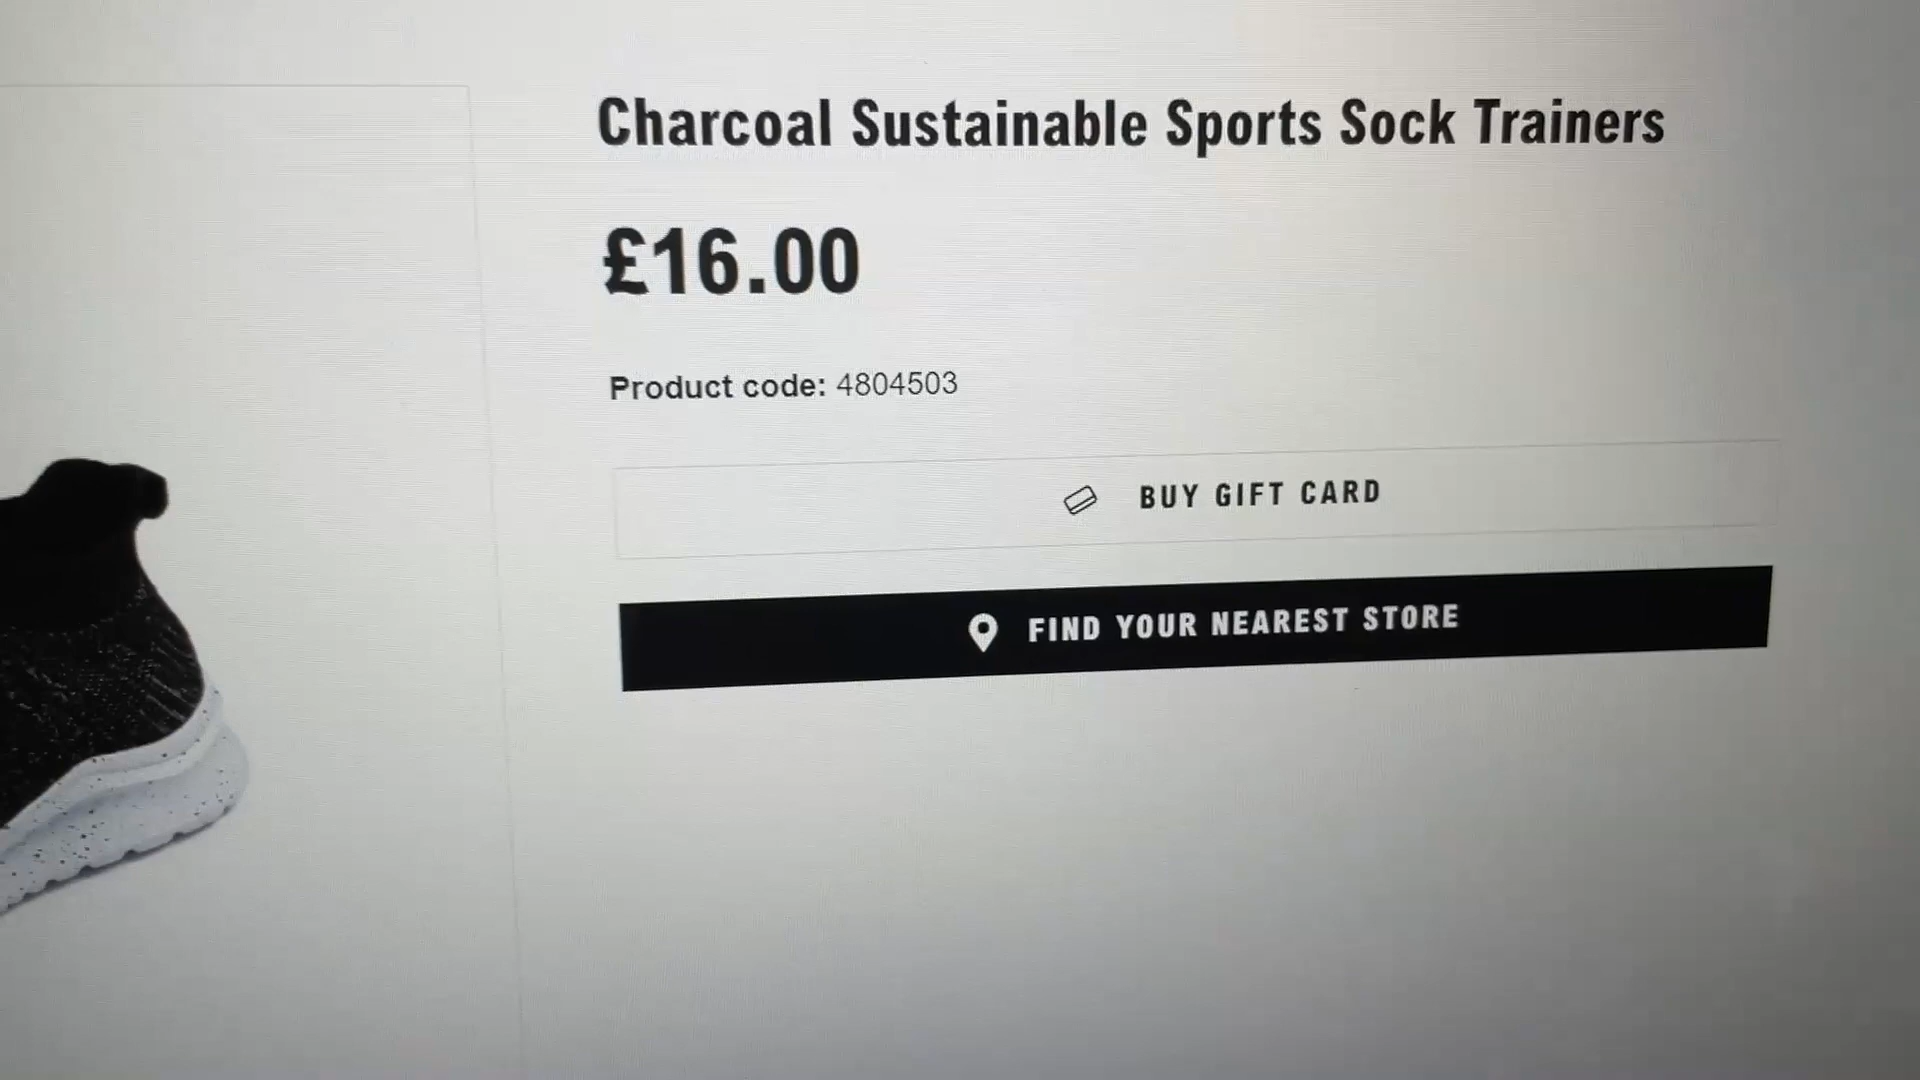 Charcoal Sustainable Sports Sock Trainers
£16.00
Product code: 4804503
BUY GIFT CARD
FIND YOUR NEAREST STORE